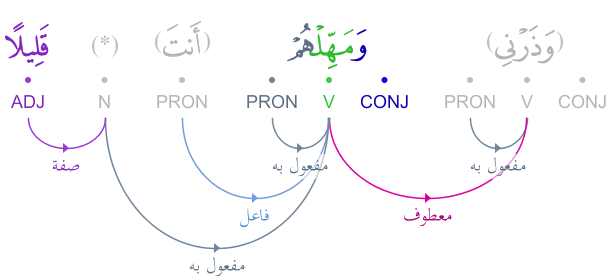 (وَذَرْنِي) وَمَهِّلْهُمْ (أَنتَ) (*) قَلِيلًا
CONJ V PRON CONJ V PRON PRON N ADJ
مفعول به مفعول به صفة
معطوف فاعل
مفعول به